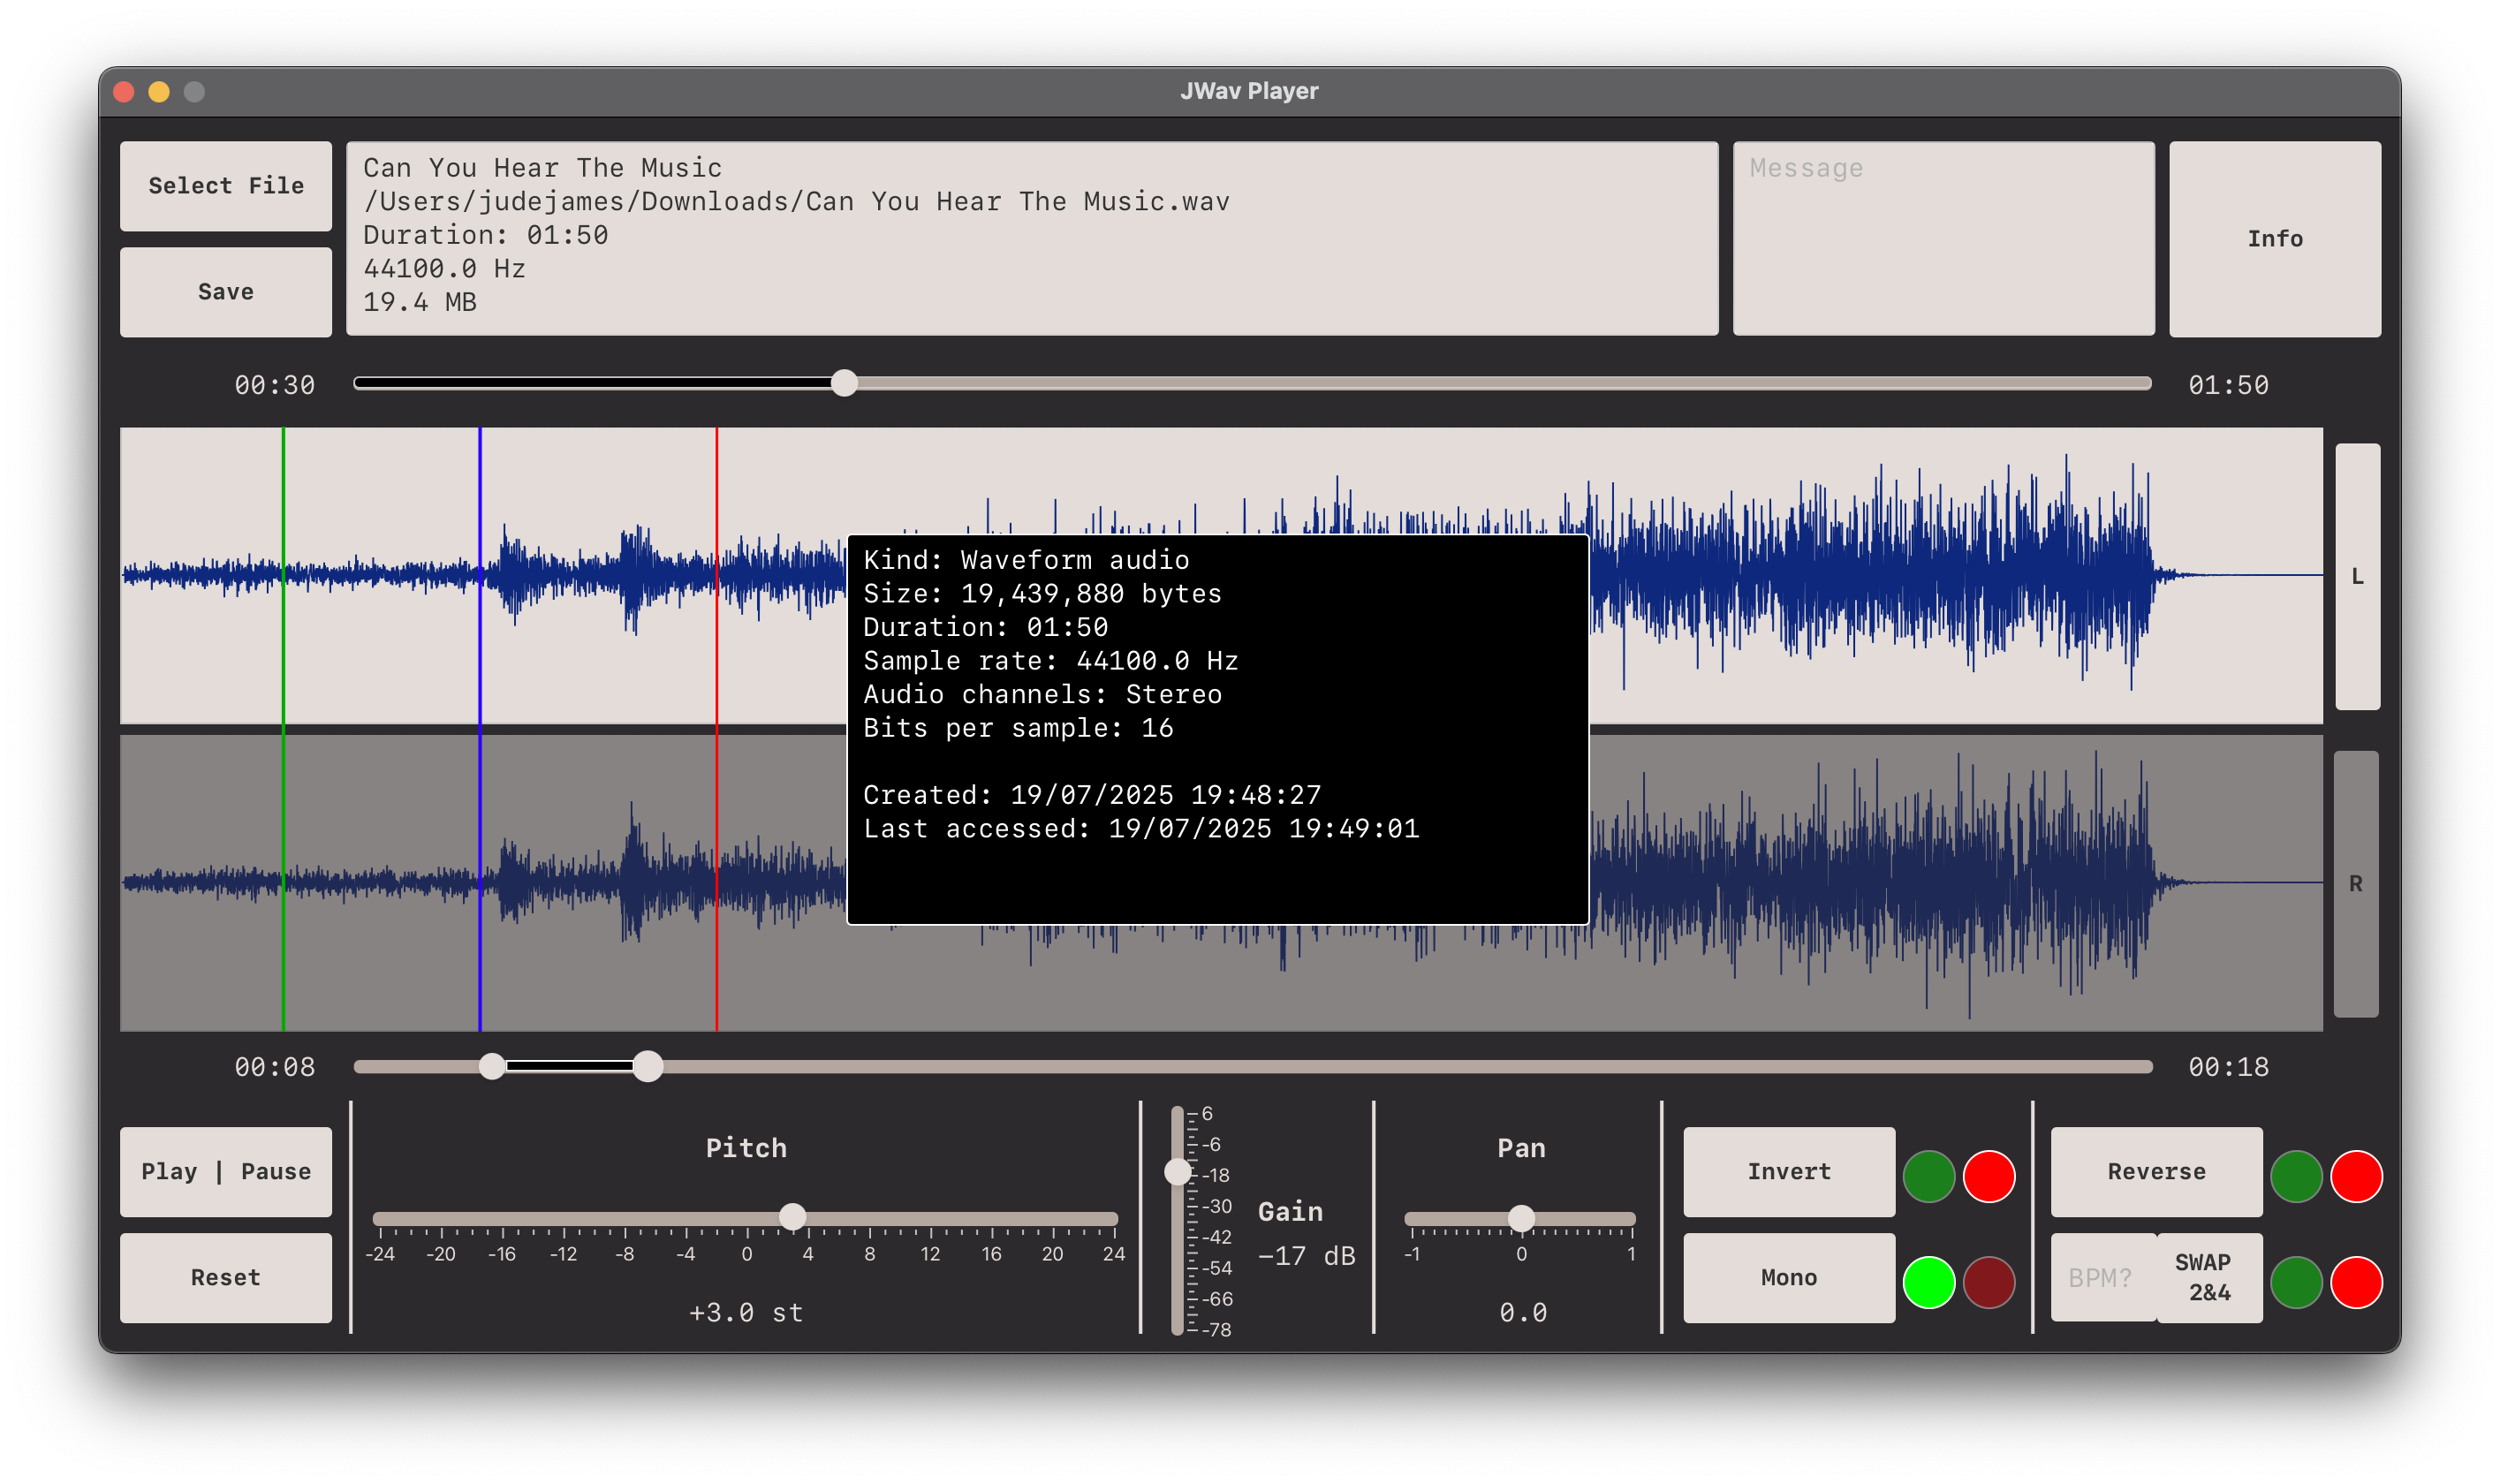 JWav Player
Select File
Save
Can You Hear The Music
/Users/judejames/Downloads/Can You Hear The Music.wav
Duration: 01:50
44100.0 Hz
19.4 MB
Message
Info
00:30
01:50
L
Kind: Waveform audio
Size: 19,439,880 bytes
Duration: 01:50
Sample rate: 44100.0 Hz
Audio channels: Stereo
Bits per sample: 16
Created: 19/07/2025 19:48:27
Last accessed: 19/07/2025 19:49:01
R
00:08
00:18
Play | Pause
Reset
Pitch
-24 -20 -16 -12 -8 -4 0 4 8 12 16 20 24
+3.0 st
6
-6
-18
-30
-42
-54
-66
-78
Gain
−17 dB
Pan
-1 0 1
0.0
Invert
Mono
Reverse
BPM?
SWAP
2&4